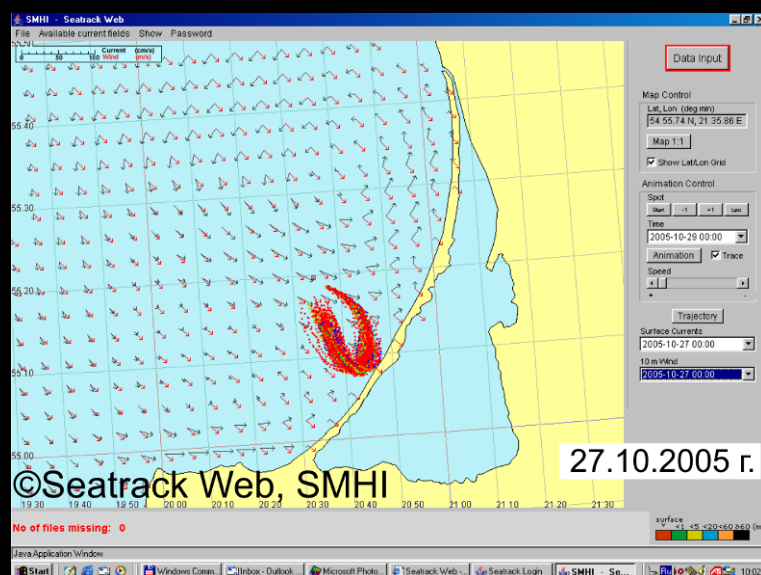 SMHI - Seatrack Web
File Available current fields Show Password
Current (cm/s)
Wind (m/s)
0 50 100
55.50
55.40
55.30
55.20
55.10
55.00
19 30 19 40 19 50 20 00 20 10 20 20 20 30 20 40 20 50 21 00 21 10 21 20 21 30
©Seatrack Web, SMHI
27.10.2005 г.
Data Input
Map Control
Lat, Lon (deg min)
54 55.74 N, 21 35.86 E
Map 1:1
Show Lat/Lon Grid
Animation Control
Spot
Start -1 +1 Last
Time
2005-10-29 00:00
Animation Trace
Speed
+ -
Trajectory
Surface Currents
2005-10-27 00:00
10 m Wind
2005-10-27 00:00
No of files missing: 0
surface
<1 <5 <20 <60 ≥60 (m
Java Application Window
Start Windows Comm... Inbox - Outlook ... Microsoft Photo... Seatrack Web -... Seatrack Login SMHI - Se... Ru 10:02